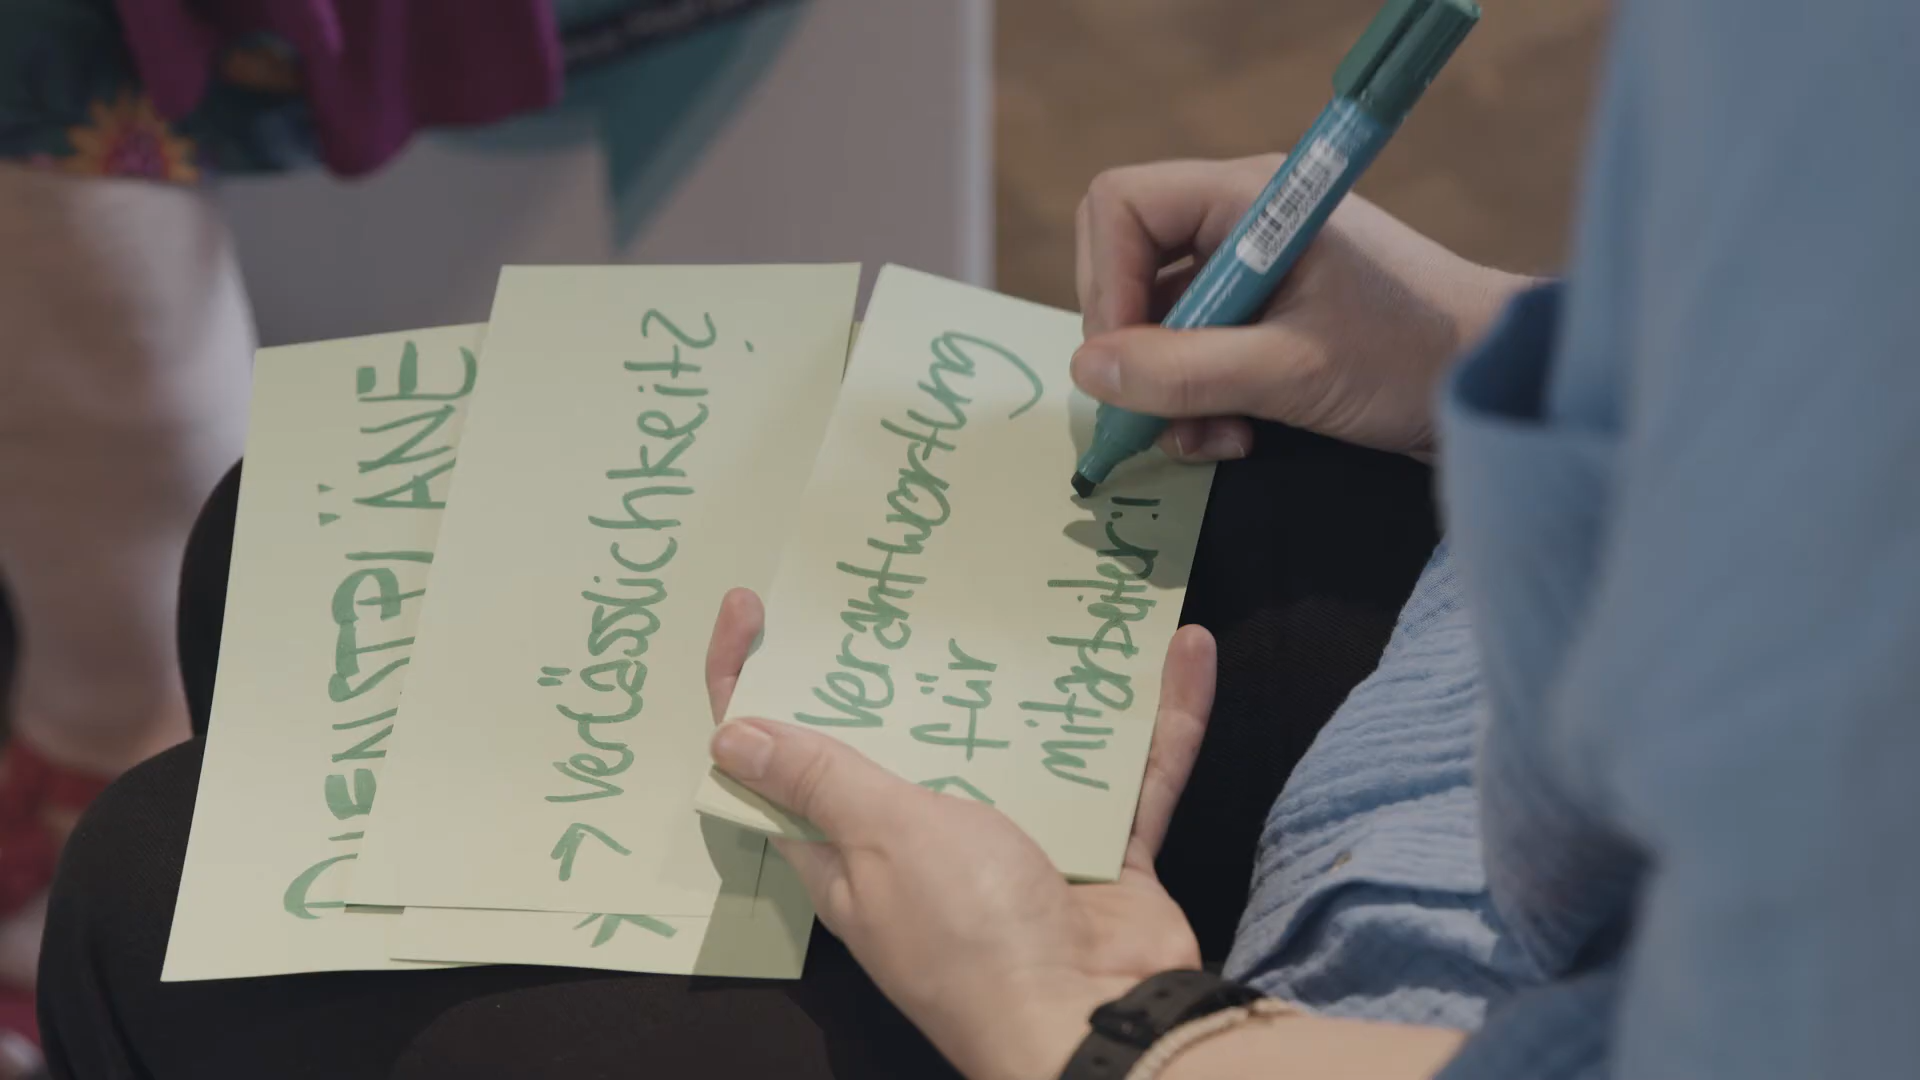 DIENSTPLÄNE
→ Verlässlichkeit?
Verantwortung
für
Mitarbeiter:i